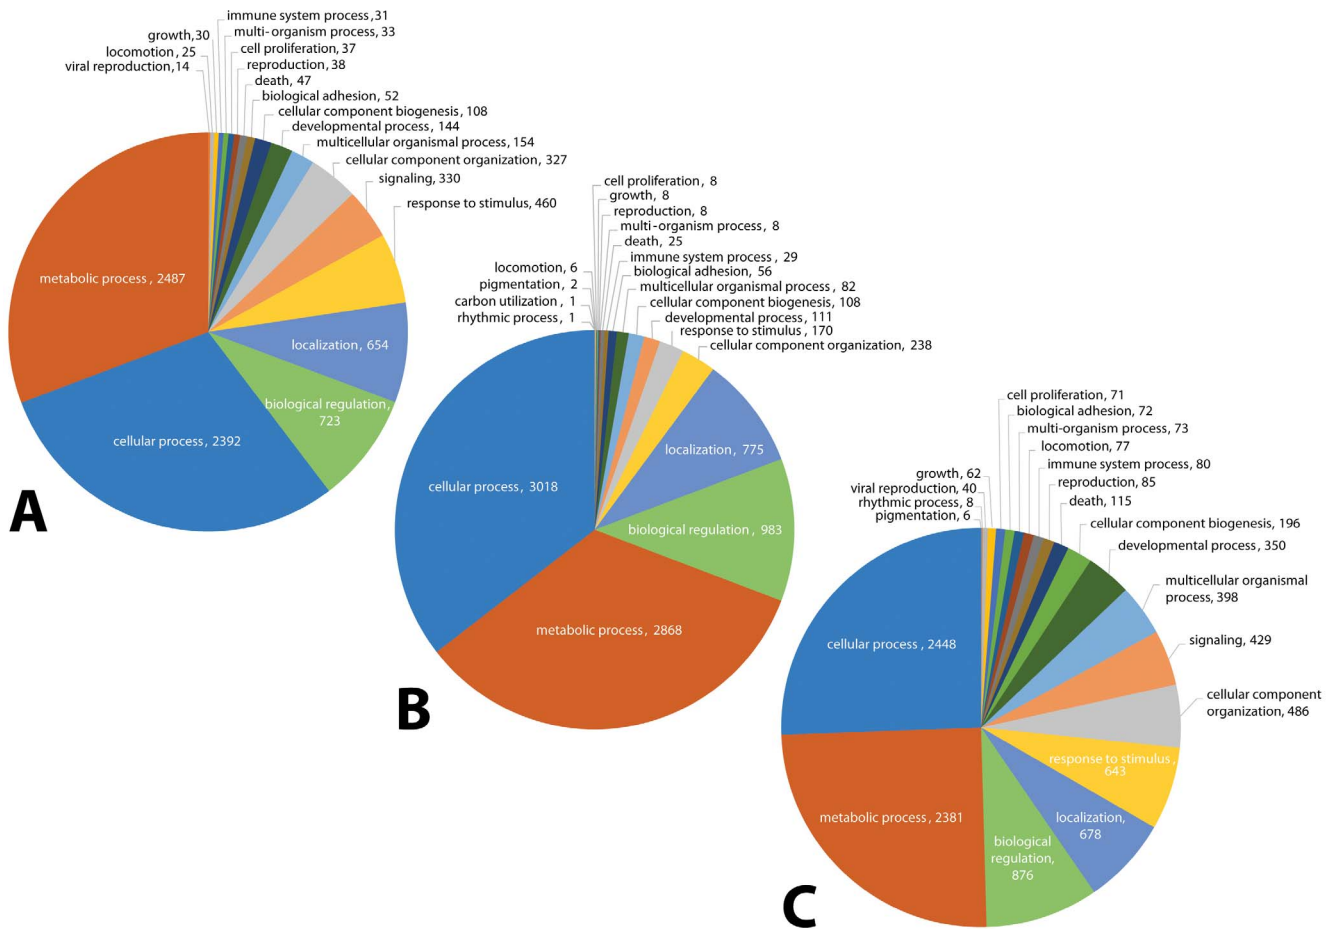 immune system process,31
growth,30
multi-organism process, 33
locomotion, 25
cell proliferation, 37
viral reproduction,14
reproduction, 38
death, 47
biological adhesion, 52
cellular component biogenesis, 108
developmental process, 144
multicellular organismal process, 154
cellular component organization, 327
signaling, 330
response to stimulus, 460
metabolic process, 2487
localization, 654
biological regulation,
723
cellular process, 2392
A
cell proliferation, 8
growth, 8
reproduction, 8
multi-organism process, 8
death, 25
immune system process, 29
locomotion, 6
biological adhesion, 56
pigmentation, 2
multicellular organismal process, 82
carbon utilization, 1
cellular component biogenesis, 108
rhythmic process, 1
developmental process, 111
response to stimulus, 170
cellular component organization, 238
localization, 775
cellular process, 3018
biological regulation, 983
metabolic process, 2868
B
cell proliferation, 71
biological adhesion, 72
multi-organism process, 73
locomotion, 77
immune system process, 80
growth, 62
reproduction, 85
viral reproduction, 40
death, 115
rhythmic process, 8
pigmentation, 6
cellular component biogenesis, 196
developmental process, 350
multicellular organismal
process, 398
signaling, 429
cellular process, 2448
cellular component
organization, 486
response to stimulus,
643
metabolic process, 2381
localization,
678
biological
regulation,
876
C